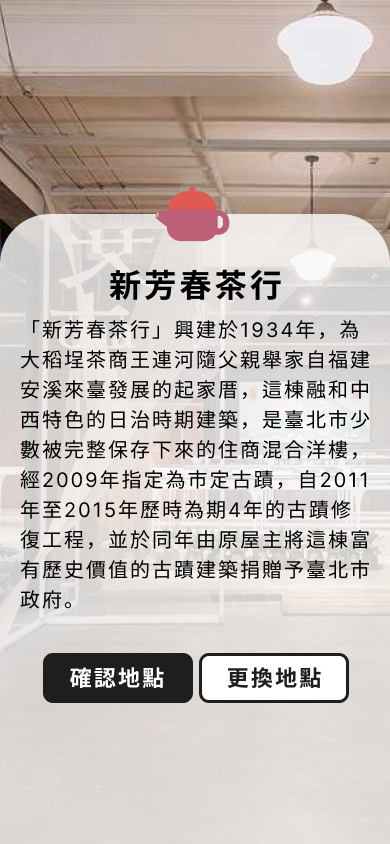 新芳春茶行
「新芳春茶行」興建於1934年，為
大稻埕茶商王連河隨父親舉家自福建
安溪來臺發展的起家厝，這棟融和中
西特色的日治時期建築，是臺北市少
數被完整保存下來的住商混合洋樓，
經2009年指定為市定古蹟，自2011
年至2015年歷時為期4年的古蹟修
復工程，並於同年由原屋主將這棟富
有歷史價值的古蹟建築捐贈予臺北市
政府。
確認地點 更換地點